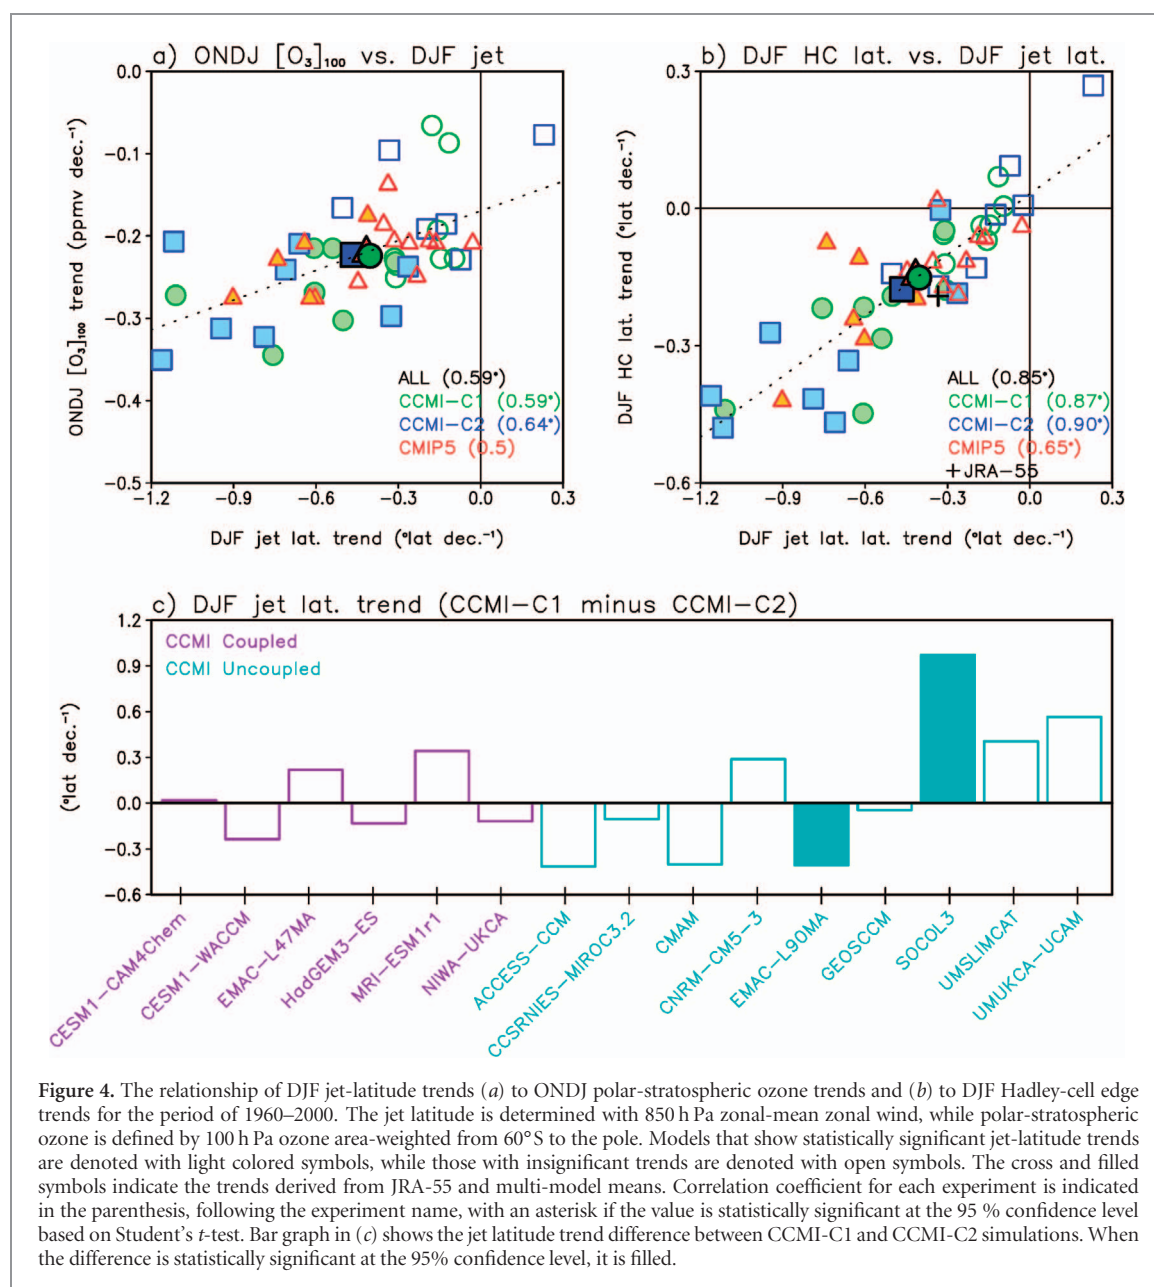 a) ONDJ [O₃]₁₀₀ vs. DJF jet
b) DJF HC lat. vs. DJF jet lat.
ONDJ [O₃]₁₀₀ trend (ppmv dec.⁻¹)
0.0
−0.1
−0.2
−0.3
−0.4
−0.5
ALL (0.59*)
CCMI−C1 (0.59*)
CCMI−C2 (0.64*)
CMIP5 (0.5)
−1.2 −0.9 −0.6 −0.3 0.0 0.3
DJF jet lat. trend (°lat dec.⁻¹)
DJF HC lat. trend (°lat dec.⁻¹)
0.3
0.0
−0.3
−0.6
ALL (0.85*)
CCMI−C1 (0.87*)
CCMI−C2 (0.90*)
CMIP5 (0.65*)
+JRA−55
−1.2 −0.9 −0.6 −0.3 0.0 0.3
DJF jet lat. lat. trend (°lat dec.⁻¹)
c) DJF jet lat. trend (CCMI−C1 minus CCMI−C2)
(°lat dec.⁻¹)
1.2
0.9
0.6
0.3
0.0
−0.3
−0.6
CCMI Coupled
CCMI Uncoupled
CESM1−CAM4Chem
CESM1−WACCM
EMAC−L47MA
HadGEM3−ES
MRI−ESM1r1
NIWA−UKCA
ACCESS−CCM
CCSRNIES−MIROC3.2
CMAM
CNRM−CM5−3
EMAC−L90MA
GEOSCCM
SOCOL3
UMSLIMCAT
UMUKCA−UCAM
Figure 4. The relationship of DJF jet-latitude trends (a) to ONDJ polar-stratospheric ozone trends and (b) to DJF Hadley-cell edge
trends for the period of 1960–2000. The jet latitude is determined with 850 h Pa zonal-mean zonal wind, while polar-stratospheric
ozone is defined by 100 h Pa ozone area-weighted from 60°S to the pole. Models that show statistically significant jet-latitude trends
are denoted with light colored symbols, while those with insignificant trends are denoted with open symbols. The cross and filled
symbols indicate the trends derived from JRA-55 and multi-model means. Correlation coefficient for each experiment is indicated
in the parenthesis, following the experiment name, with an asterisk if the value is statistically significant at the 95 % confidence level
based on Student's t-test. Bar graph in (c) shows the jet latitude trend difference between CCMI-C1 and CCMI-C2 simulations. When
the difference is statistically significant at the 95% confidence level, it is filled.